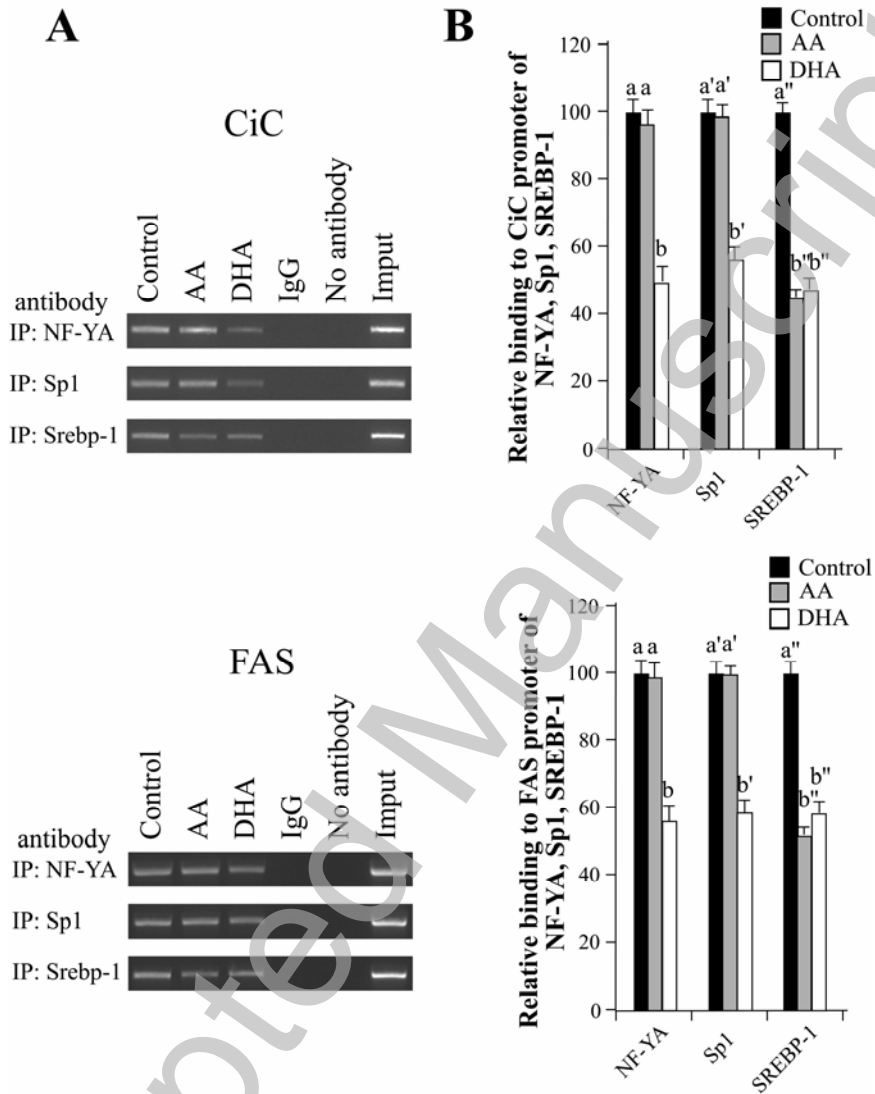 A
CiC
Control
AA
DHA
IgG
No antibody
Imput
antibody
IP: NF-YA
IP: Sp1
IP: Srebp-1
FAS
Control
AA
DHA
IgG
No antibody
Imput
antibody
IP: NF-YA
IP: Sp1
IP: Srebp-1
B
Control
AA
DHA
Relative binding to CiC promoter of
NF-YA, Sp1, SREBP-1
120
100
80
60
40
20
0
a a
b
a' a'
b'
a"
b" b"
NF-YA
Sp1
SREBP-1
Control
AA
DHA
Relative binding to FAS promoter of
NF-YA, Sp1, SREBP-1
120
100
80
60
40
20
0
a a
b
a' a'
b'
a"
b"
b"
NF-YA
Sp1
SREBP-1
pted Manuscrip